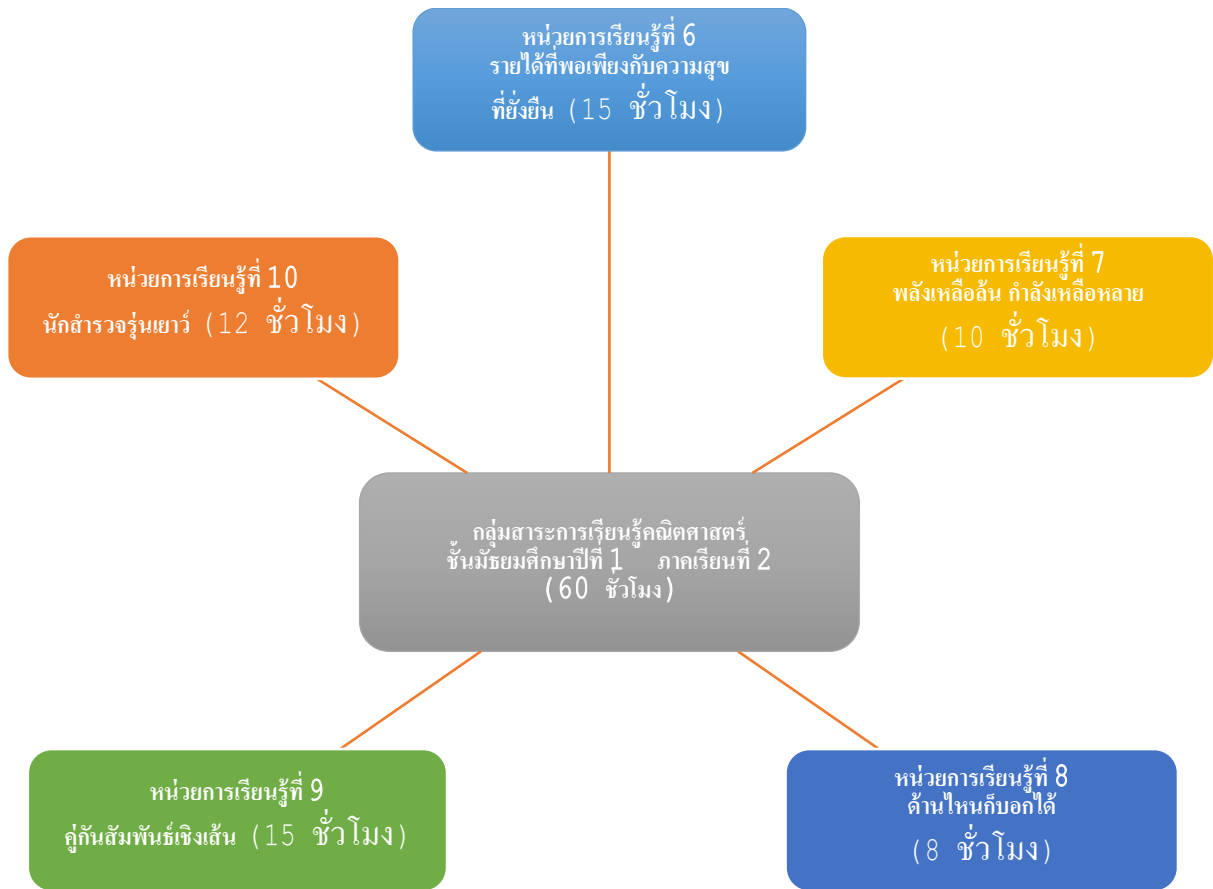 หน่วยการเรียนรู้ที่ 6
รายได้ที่พอเพียงกับความสุข
ที่ยั่งยืน (15 ชั่วโมง)
หน่วยการเรียนรู้ที่ 10
นักสำรวจรุ่นเยาว์ (12 ชั่วโมง)
หน่วยการเรียนรู้ที่ 7
พลังเหลือล้น กำลังเหลือหลาย
(10 ชั่วโมง)
กลุ่มสาระการเรียนรู้คณิตศาสตร์
ชั้นมัธยมศึกษาปีที่ 1 ภาคเรียนที่ 2
(60 ชั่วโมง)
หน่วยการเรียนรู้ที่ 9
คู่กันสัมพันธ์เชิงเส้น (15 ชั่วโมง)
หน่วยการเรียนรู้ที่ 8
ด้านไหนก็บอกได้
(8 ชั่วโมง)